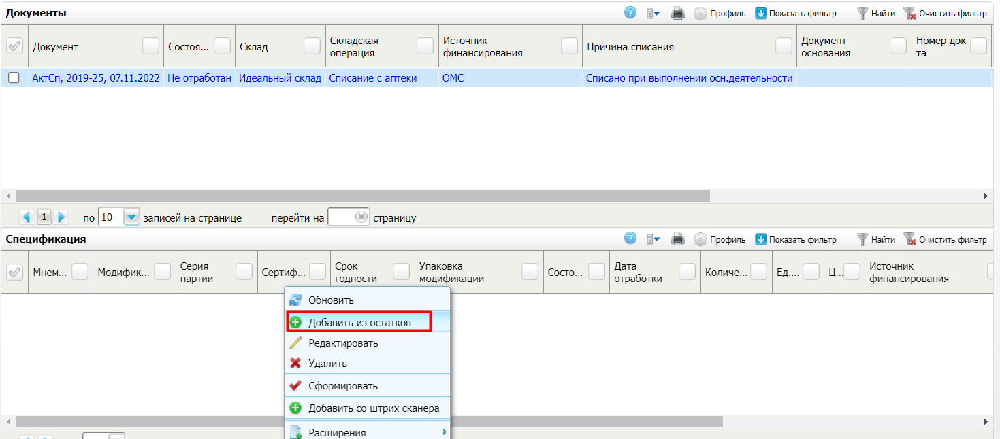 Документы
Профиль Показать фильтр Найти Очистить фильтр
Документ
Состоя...
Склад
Складская
операция
Источник
финансирования
Причина списания
Документ
основания
Номер док-
та
АктСп, 2019-25, 07.11.2022 Не отработан Идеальный склад Списание с аптеки ОМС Списано при выполнении осн.деятельности
1 по 10 записей на странице перейти на страницу
Спецификация
Профиль Показать фильтр Найти Очистить фильтр
Мнем...
Модифик...
Серия
партии
Сертиф...
Срок
годности
Упаковка
модификации
Состо...
Дата
отработки
Количе...
Ед....
Ц...
Источник
финансирования
Обновить
Добавить из остатков
Редактировать
Удалить
Сформировать
Добавить со штрих сканера
Расширения